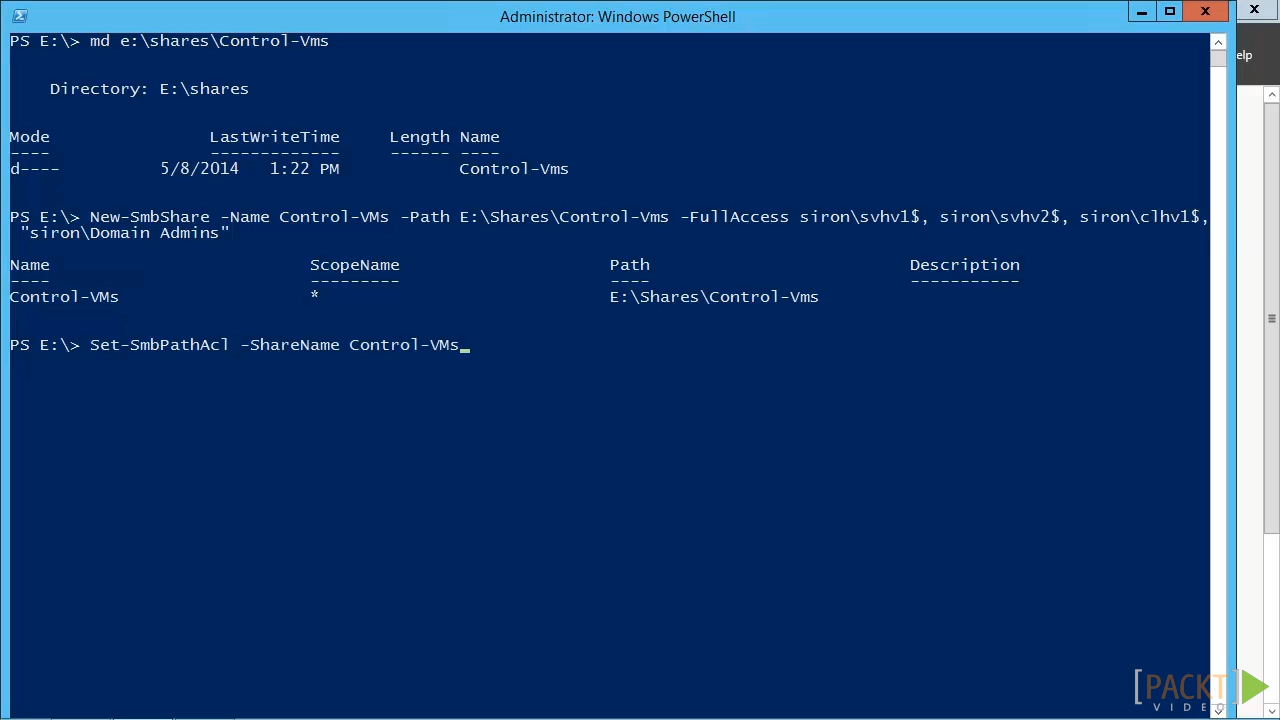 Administrator: Windows PowerShell
elp
PS E:\> md e:\shares\Control-Vms
Directory: E:\shares
Mode LastWriteTime Length Name
---- ------------- ------ ----
d---- 5/8/2014 1:22 PM Control-Vms
PS E:\> New-SmbShare -Name Control-VMs -Path E:\Shares\Control-Vms -FullAccess siron\svhv1$, siron\svhv2$, siron\clhv1$,
"siron\Domain Admins"
Name ScopeName Path Description
---- --------- ---- -----------
Control-VMs * E:\Shares\Control-Vms
PS E:\> Set-SmbPathAcl -ShareName Control-VMs_
[PACKT]
VIDEO